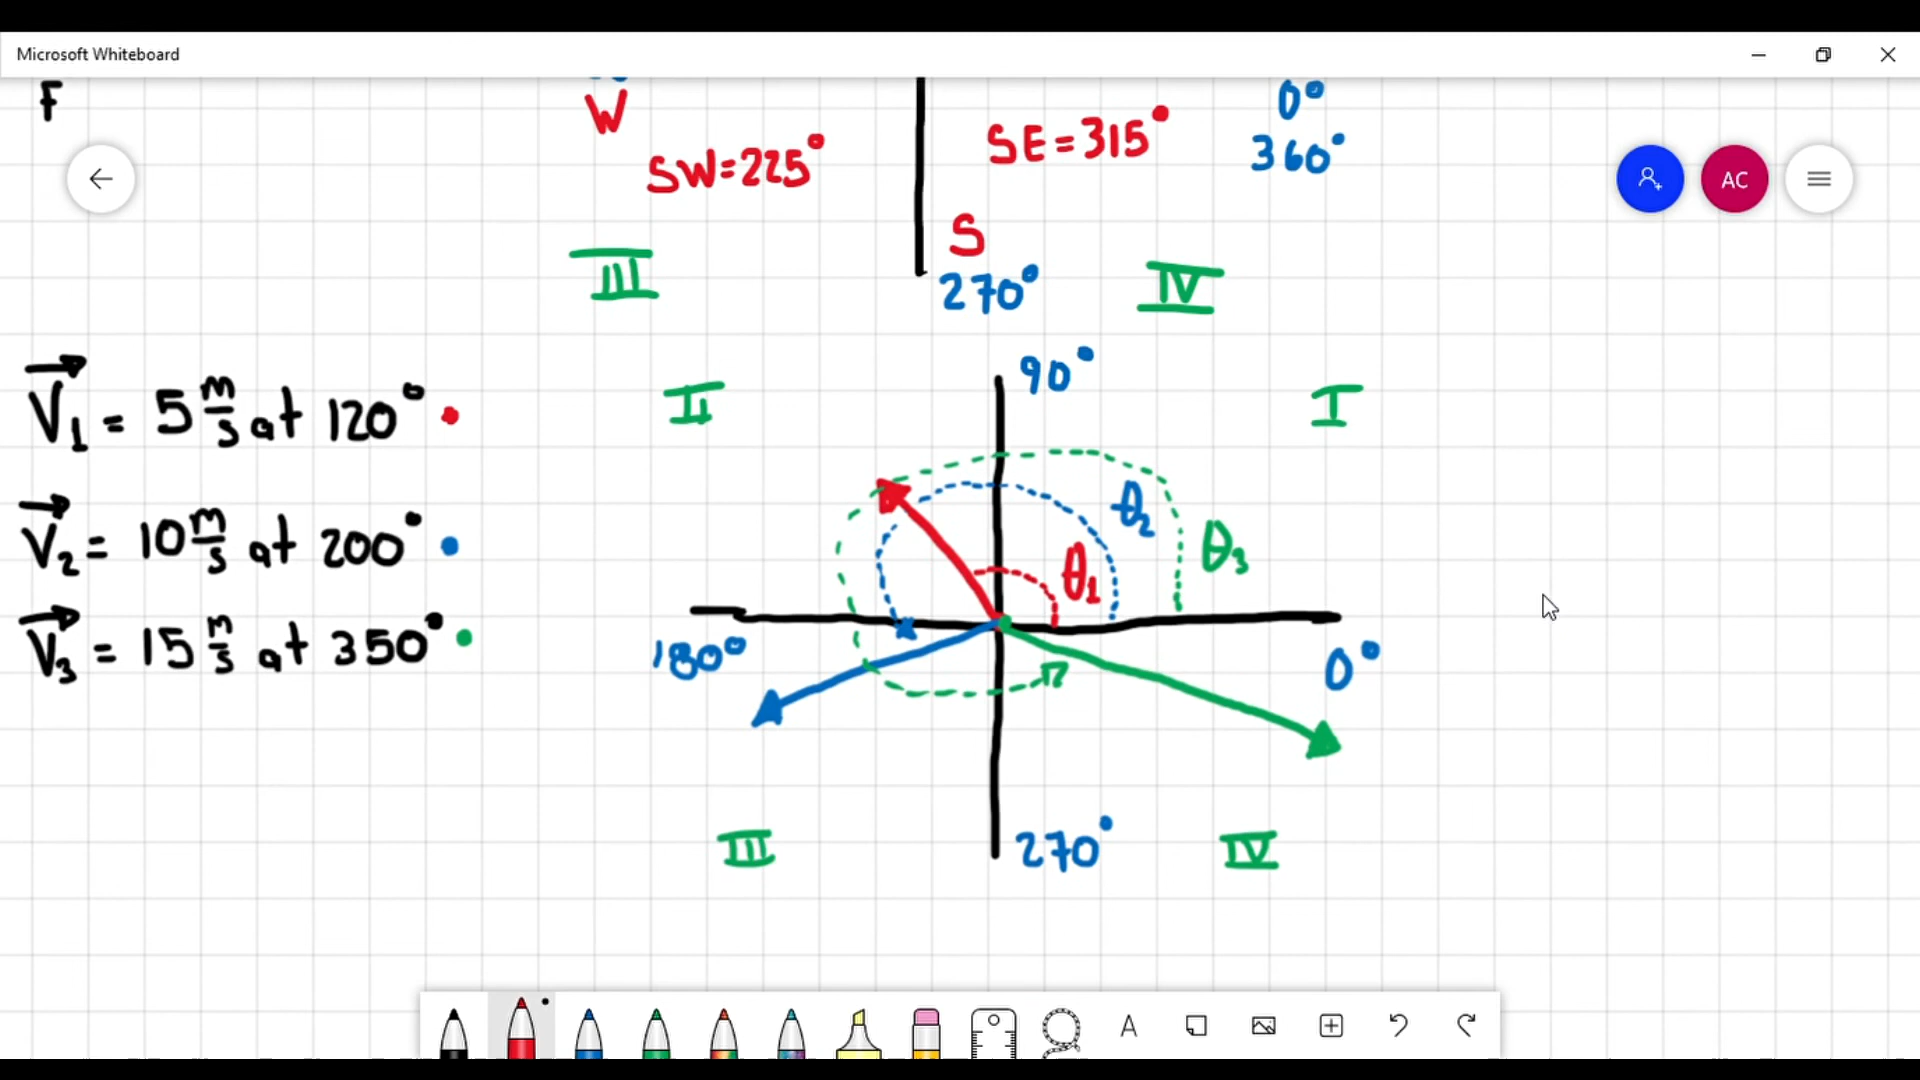 Microsoft Whiteboard
F
W
SW=225°
SE=315°
0°
360°
AC
S
270°
III
IV
V₁ = 5 m/s at 120°
V₂ = 10 m/s at 200°
V₃ = 15 m/s at 350°
90°
II
I
θ₂
θ₃
θ₁
180°
0°
III
270°
IV
A